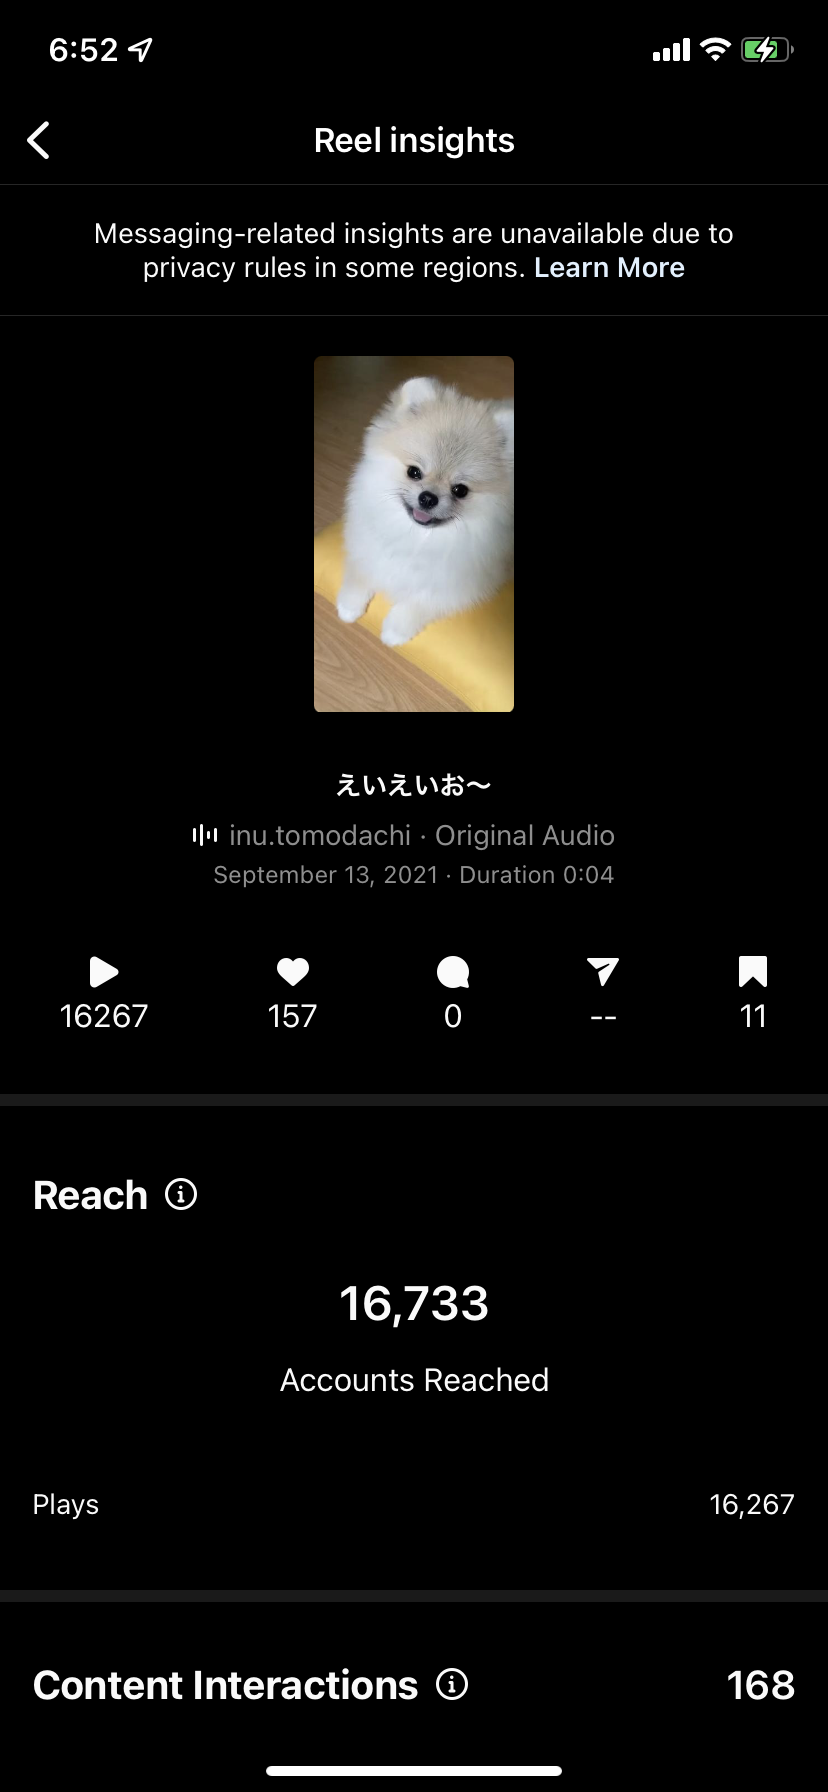 6:52
Reel insights
Messaging-related insights are unavailable due to
privacy rules in some regions. Learn More
えいえいお〜
inu.tomodachi · Original Audio
September 13, 2021 · Duration 0:04
16267 157 0 -- 11
Reach
16,733
Accounts Reached
Plays 16,267
Content Interactions 168